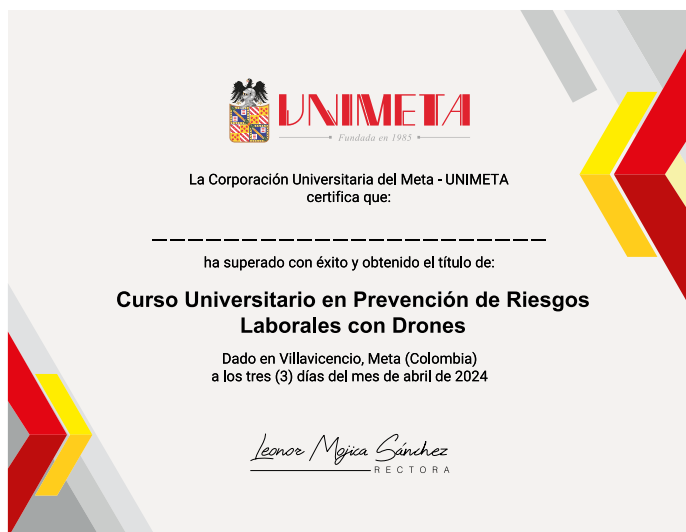 UNIMETA
Fundada en 1985
La Corporación Universitaria del Meta - UNIMETA
certifica que:
ha superado con éxito y obtenido el título de:
Curso Universitario en Prevención de Riesgos
Laborales con Drones
Dado en Villavicencio, Meta (Colombia)
a los tres (3) días del mes de abril de 2024
Leonor Mojica Sánchez
RECTORA